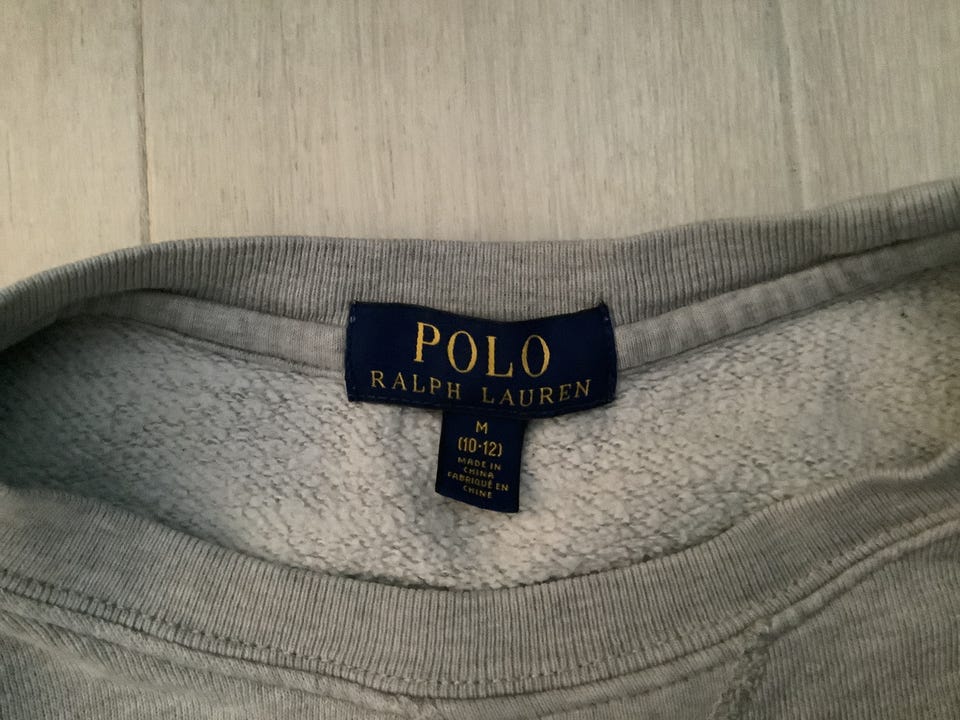 POLO
RALPH LAUREN
M
(10-12)
MADE IN
CHINA
FABRIQUÉ EN
CHINE